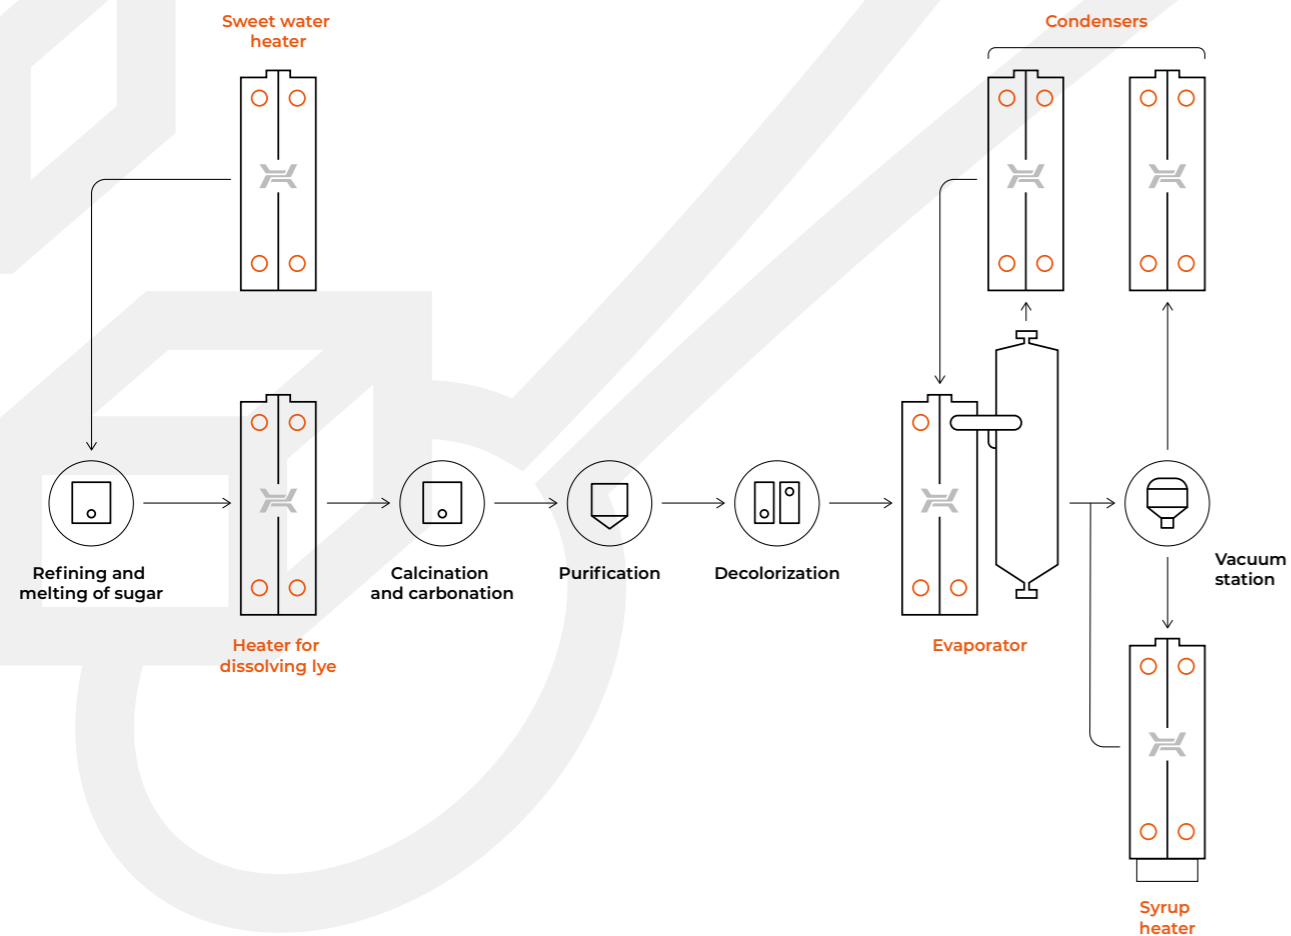 Sweet water
heater
Condensers
Refining and
melting of sugar
Heater for
dissolving lye
Calcination
and carbonation
Purification
Decolorization
Evaporator
Vacuum
station
Syrup
heater